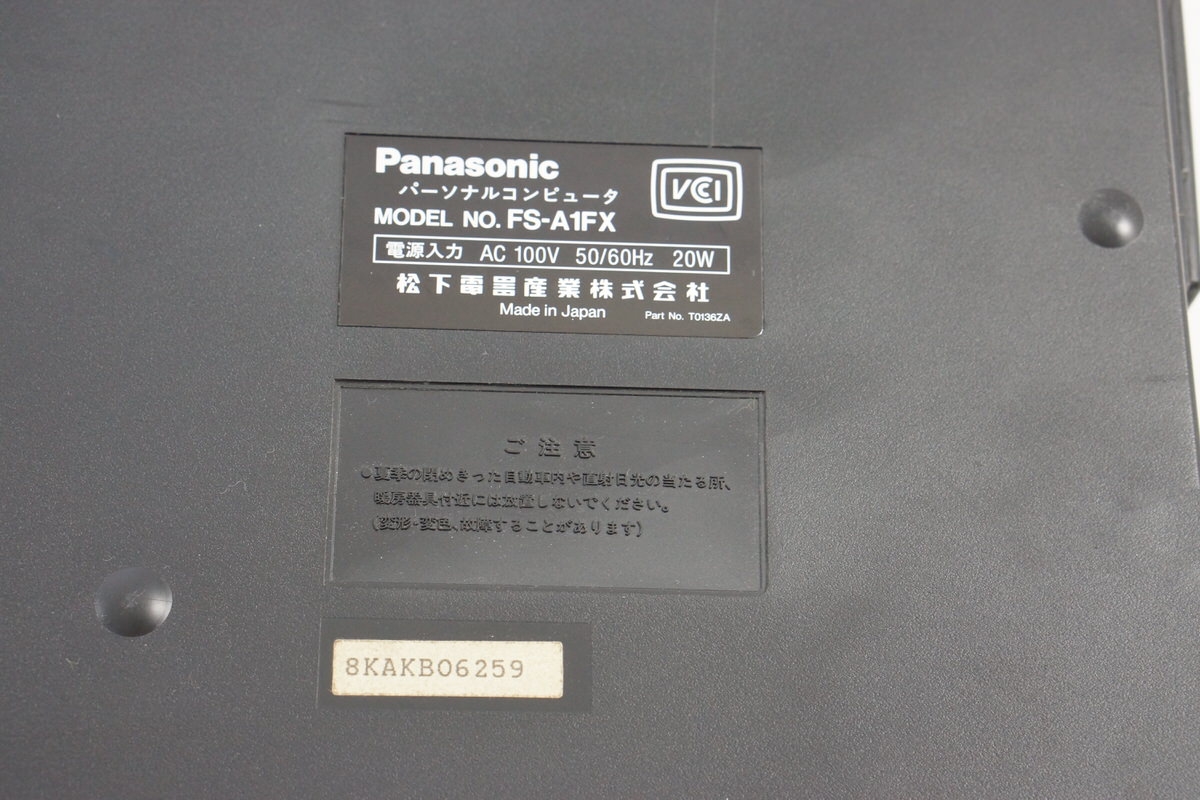 Panasonic
パーソナルコンピュータ
VCCI
MODEL NO. FS-A1FX
電源入力 AC 100V 50/60Hz 20W
松下電器産業株式会社
Made in Japan Part No. T0136ZA
ご注意
●夏季の閉めきった自動車内や直射日光の当たる所、
暖房器具付近には放置しないでください。
(変形・変色、故障することがあります)
8KAKB06259